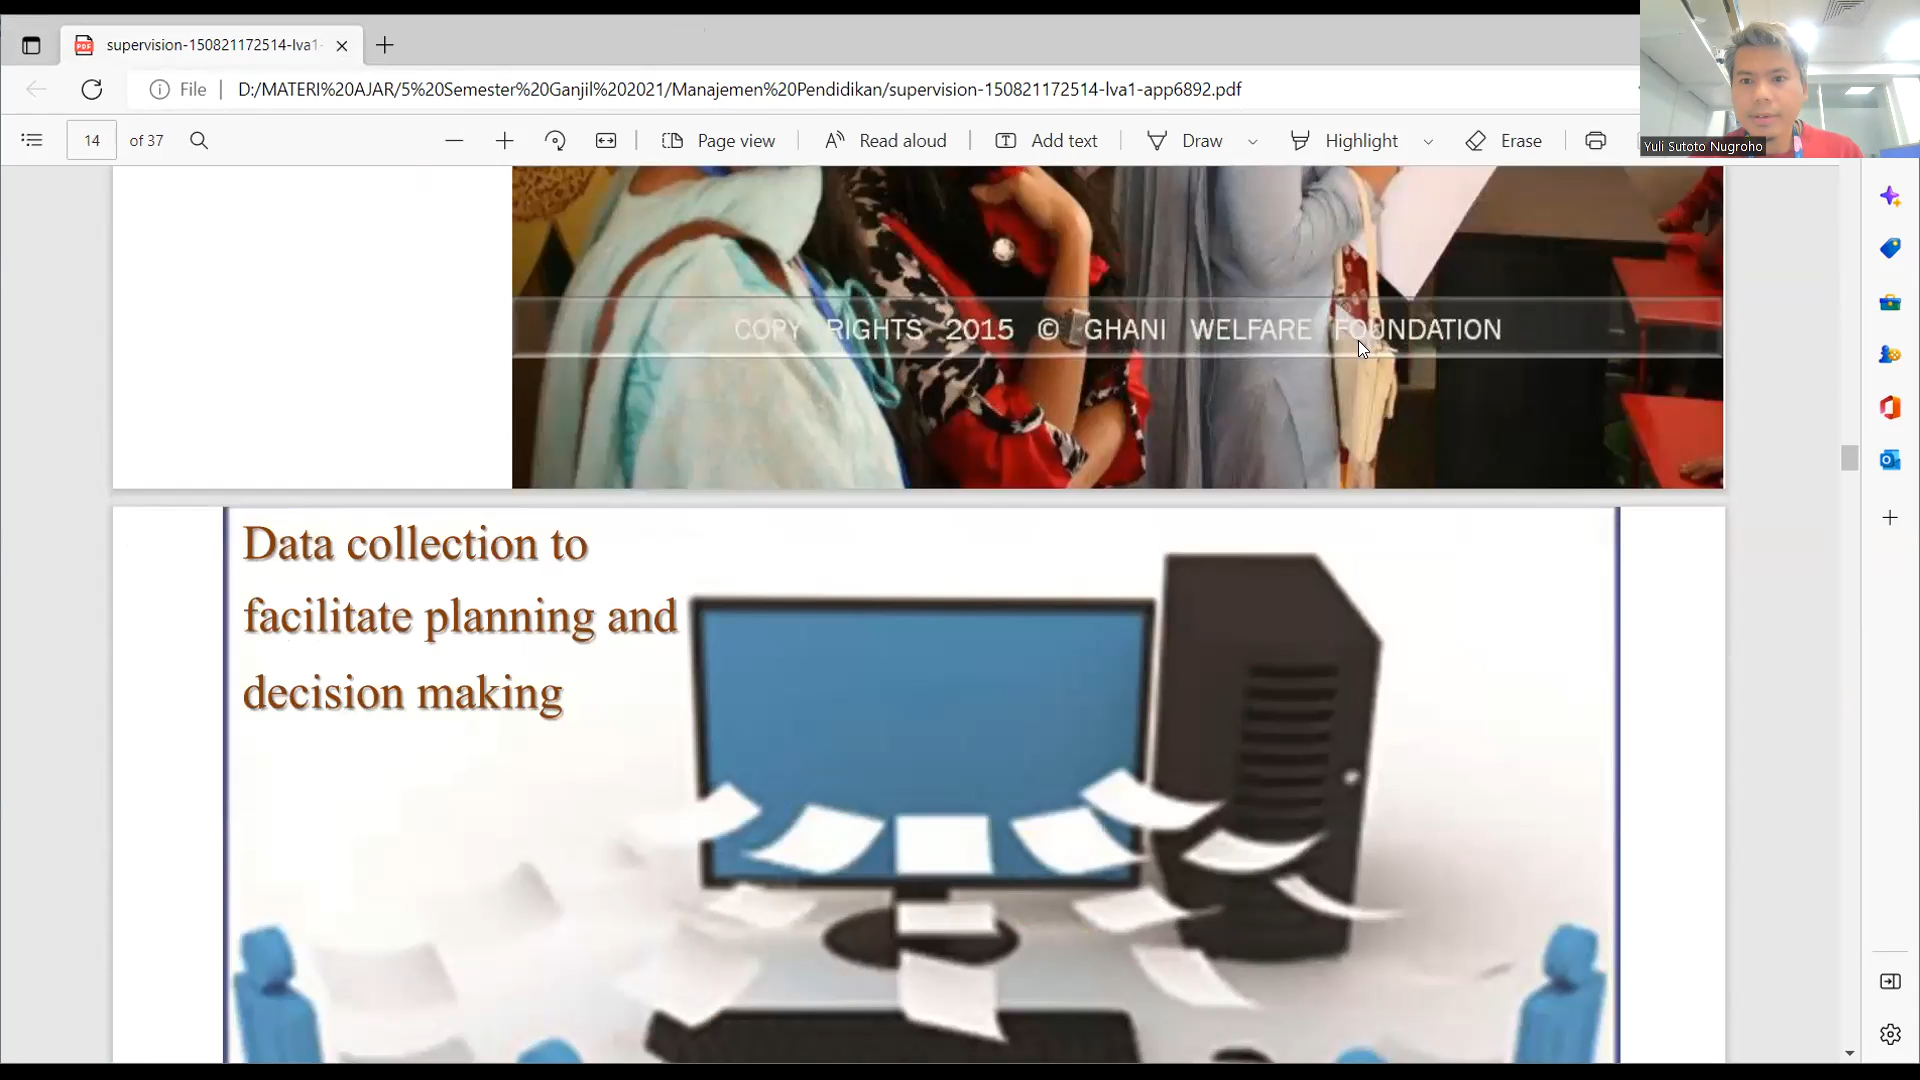 supervision-150821172514-lva1-
File
D:/MATERI%20AJAR/5%20Semester%20Ganjil%202021/Manajemen%20Pendidikan/supervision-150821172514-lva1-app6892.pdf
Yuli Sutoto Nugroho
14 of 37
Page view
Read aloud
Add text
Draw
Highlight
Erase
COPY RIGHTS 2015 © GHANI WELFARE FOUNDATION
Data collection to
facilitate planning and
decision making